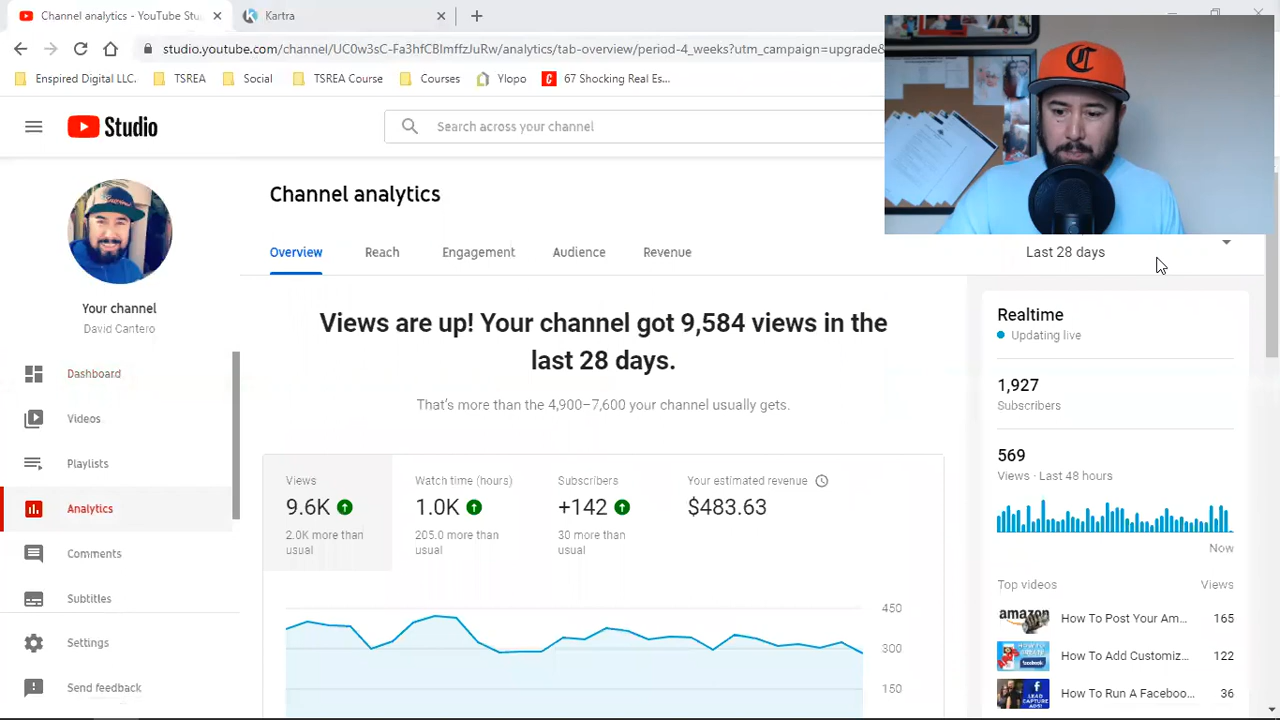 Channel analytics - YouTube Stu × Kartra × +
studio.youtube.com/channel/UC0w3sC-Fa3hfCBlmffzJuRw/analytics/tab-overview/period-4_weeks?utm_campaign=upgrade&
Enspired Digital LLC. TSREA Social TSREA Courses Courses Ylopo 67 Shocking Real Es...
Studio
Search across your channel
C
Your channel
David Cantero
Dashboard
Videos
Playlists
Analytics
Comments
Subtitles
Settings
Send feedback
Channel analytics
Overview Reach Engagement Audience Revenue
Last 28 days
Views are up! Your channel got 9,584 views in the
last 28 days.
That's more than the 4,900–7,600 your channel usually gets.
Views Watch time (hours) Subscribers Your estimated revenue
9.6K 1.0K +142 $483.63
2.0K more than 205.0 more than 30 more than
usual usual usual
450
300
150
Realtime
Updating live
1,927
Subscribers
569
Views · Last 48 hours
Now
Top videos Views
amazon How To Post Your Am... 165
How To Add Customiz... 122
How To Run A Faceboo... 36